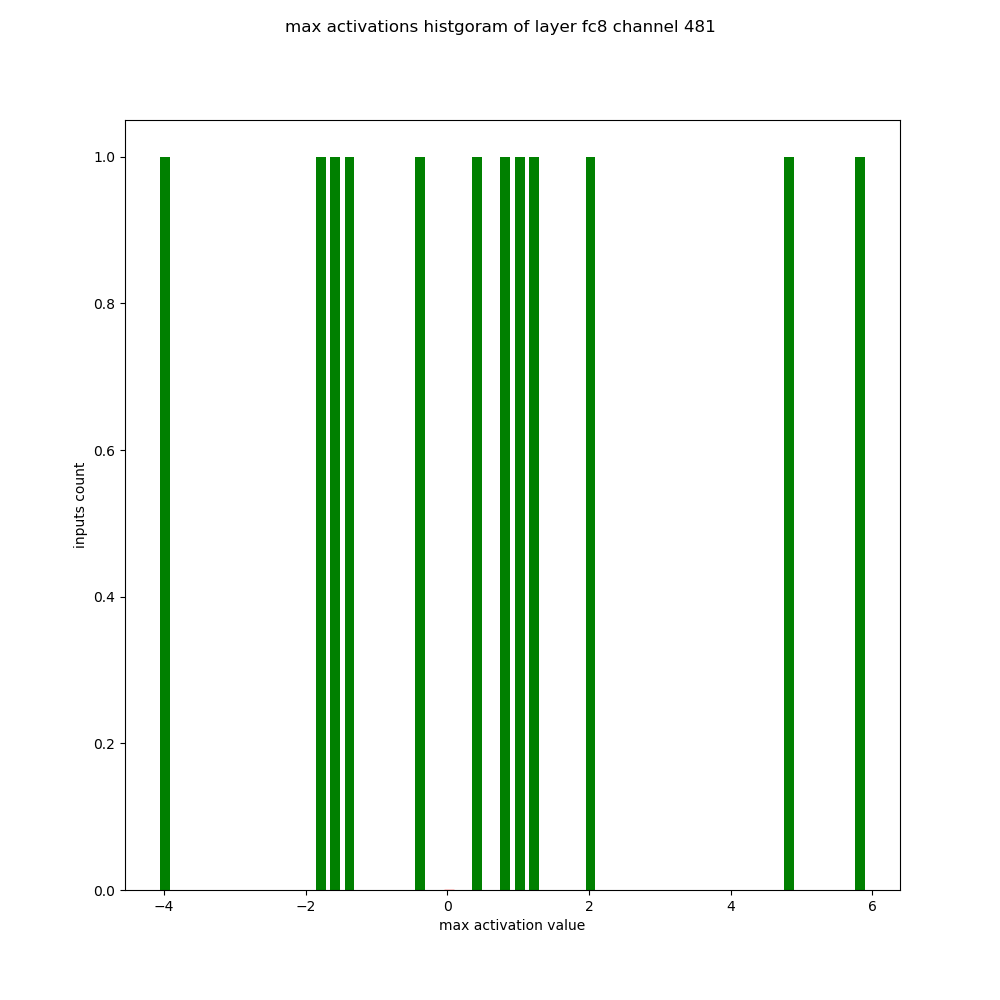 max activations histgoram of layer fc8 channel 481
1.0
0.8
0.6
0.4
0.2
0.0
inputs count
−4 −2 0 2 4 6
max activation value